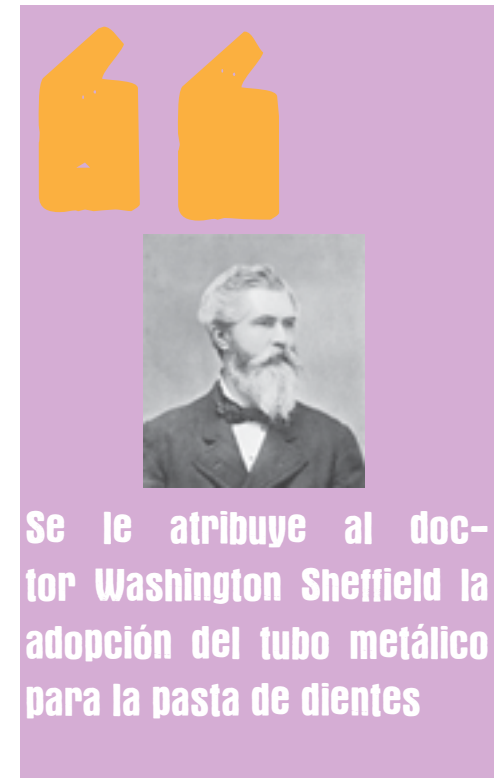 Se le atribuye al doc-
tor Washington Sheffield la
adopción del tubo metálico
para la pasta de dientes